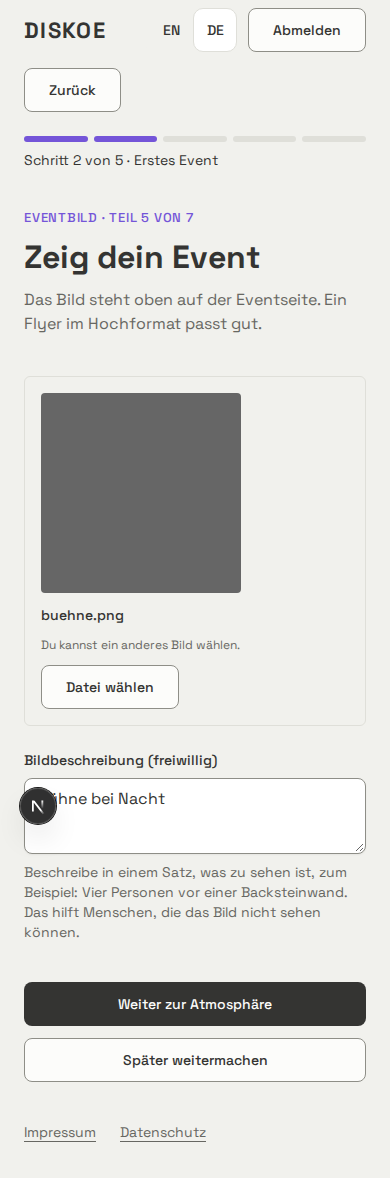 DISKOE
EN
DE
Abmelden
Zurück
Schritt 2 von 5 · Erstes Event
EVENTBILD · TEIL 5 VON 7
Zeig dein Event
Das Bild steht oben auf der Eventseite. Ein
Flyer im Hochformat passt gut.
buehne.png
Du kannst ein anderes Bild wählen.
Datei wählen
Bildbeschreibung (freiwillig)
N
bei Nacht
Beschreibe in einem Satz, was zu sehen ist, zum
Beispiel: Vier Personen vor einer Backsteinwand.
Das hilft Menschen, die das Bild nicht sehen
können.
Weiter zur Atmosphäre
Später weitermachen
Impressum
Datenschutz